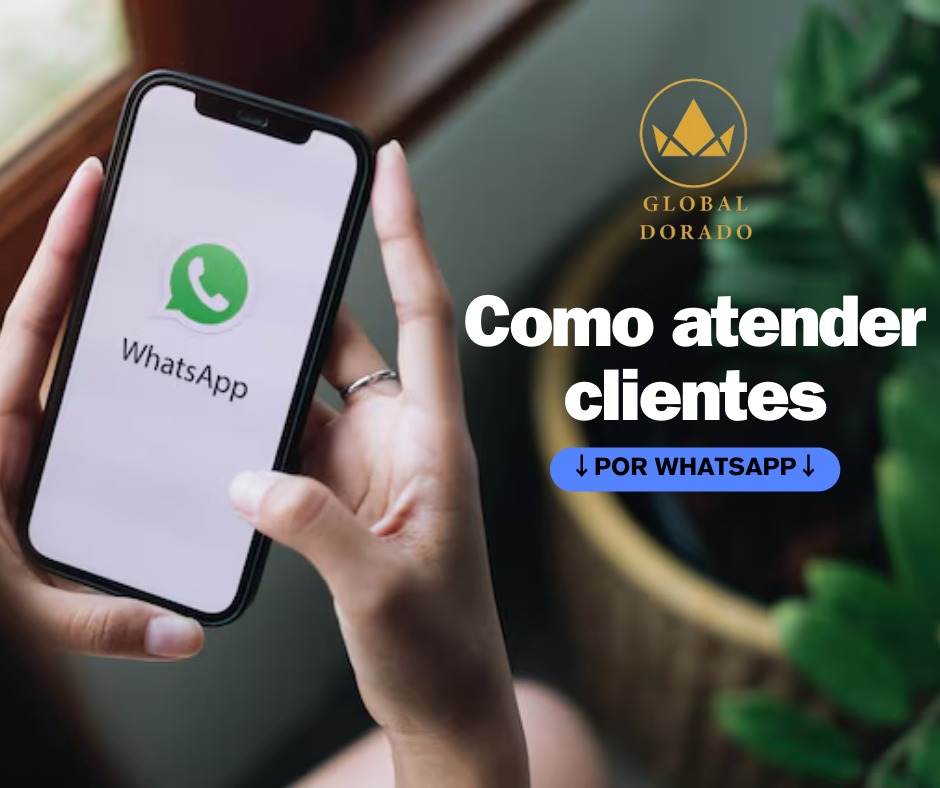 WhatsApp
GLOBAL
DORADO
Como atender
clientes
↓POR WHATSAPP↓